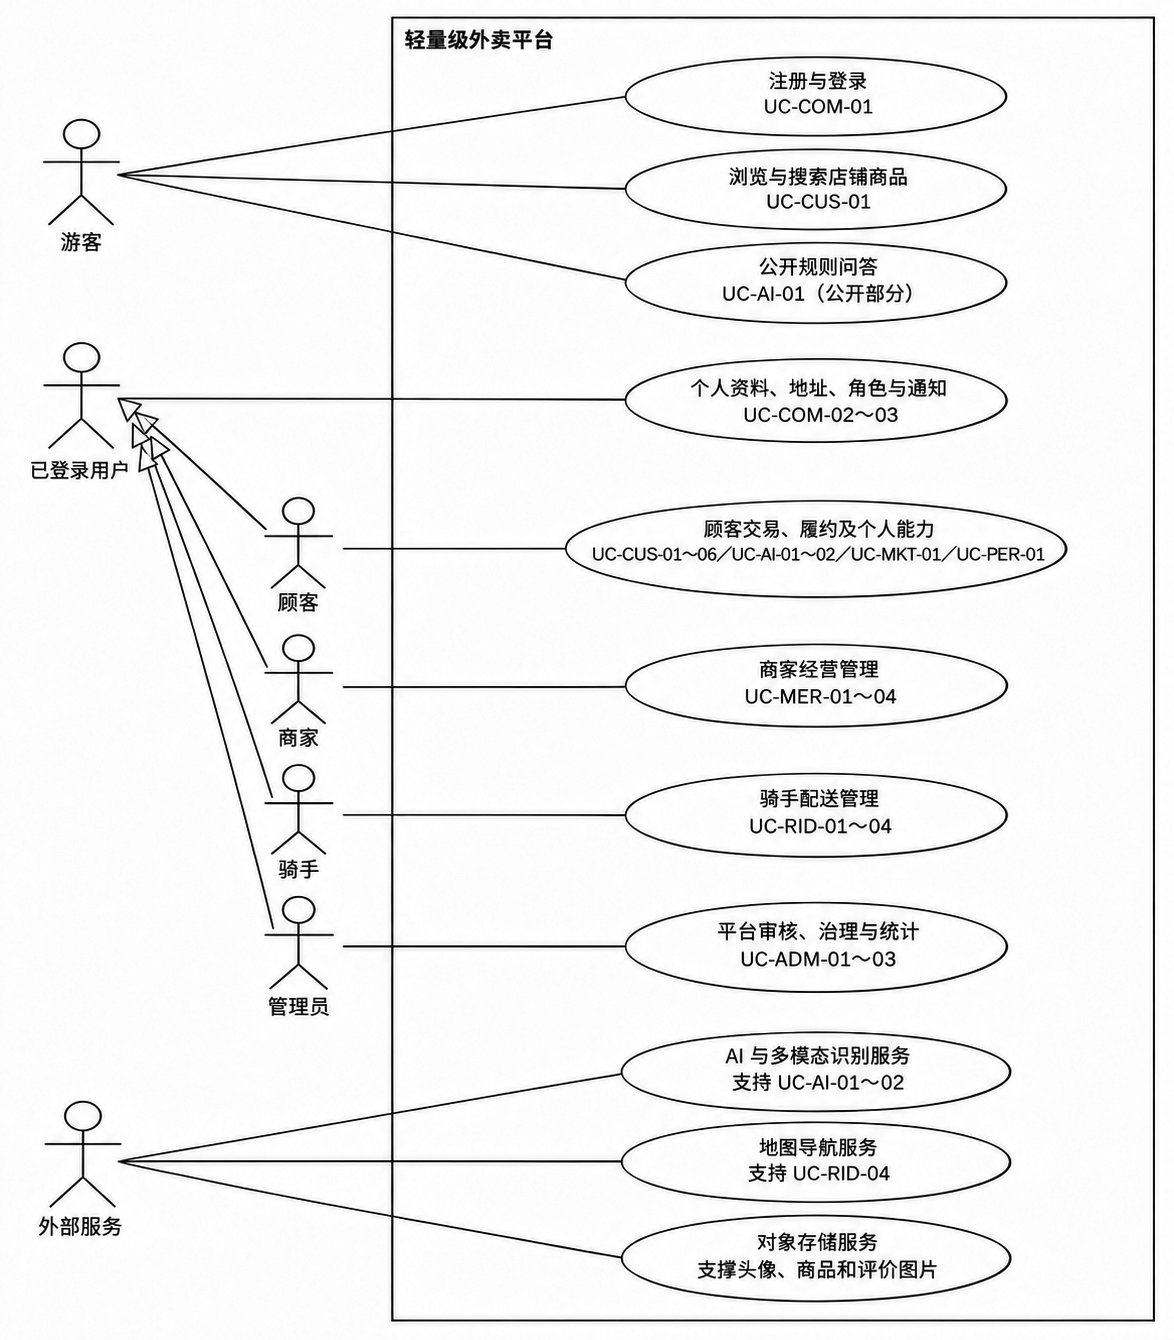 轻量级外卖平台
注册与登录
UC-COM-01
浏览与搜索店铺商品
UC-CUS-01
游客
公开规则问答
UC-AI-01（公开部分）
个人资料、地址、角色与通知
UC-COM-02～03
已登录用户
顾客交易、履约及个人能力
UC-CUS-01～06／UC-AI-01～02／UC-MKT-01／UC-PER-01
顾客
商家经营管理
UC-MER-01～04
商家
骑手配送管理
UC-RID-01～04
骑手
平台审核、治理与统计
UC-ADM-01～03
管理员
AI 与多模态识别服务
支持 UC-AI-01～02
地图导航服务
支持 UC-RID-04
外部服务
对象存储服务
支撑头像、商品和评价图片